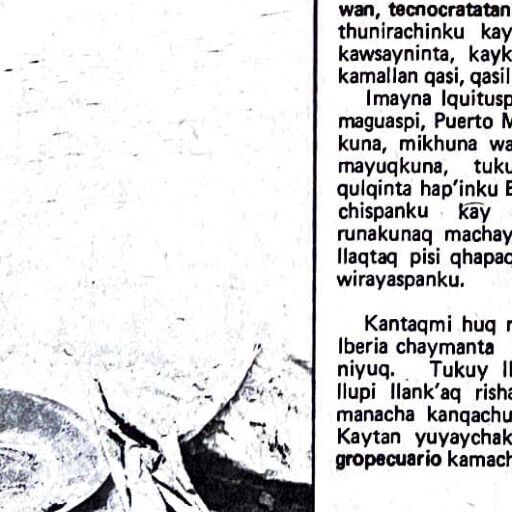 wan, tecnocratatan
thunirachinku kay
kawsayninta, kayk
kamallan qasi, qasil
Imayna Iquitusp
maguaspi, Puerto M
kuna, mikhuna wa
mayuqkuna, tuku
qulqinta hap'inku E
chispanku kay
runakunaq machay
llaqtaq pisi qhapaq
wirayaspanku.
Kantaqmi huq r
Iberia chaymanta
niyuq. Tukuy ll
llupi llank'aq risha
manacha kanqachu
Kaytan yuyaychak
gropecuario kamach